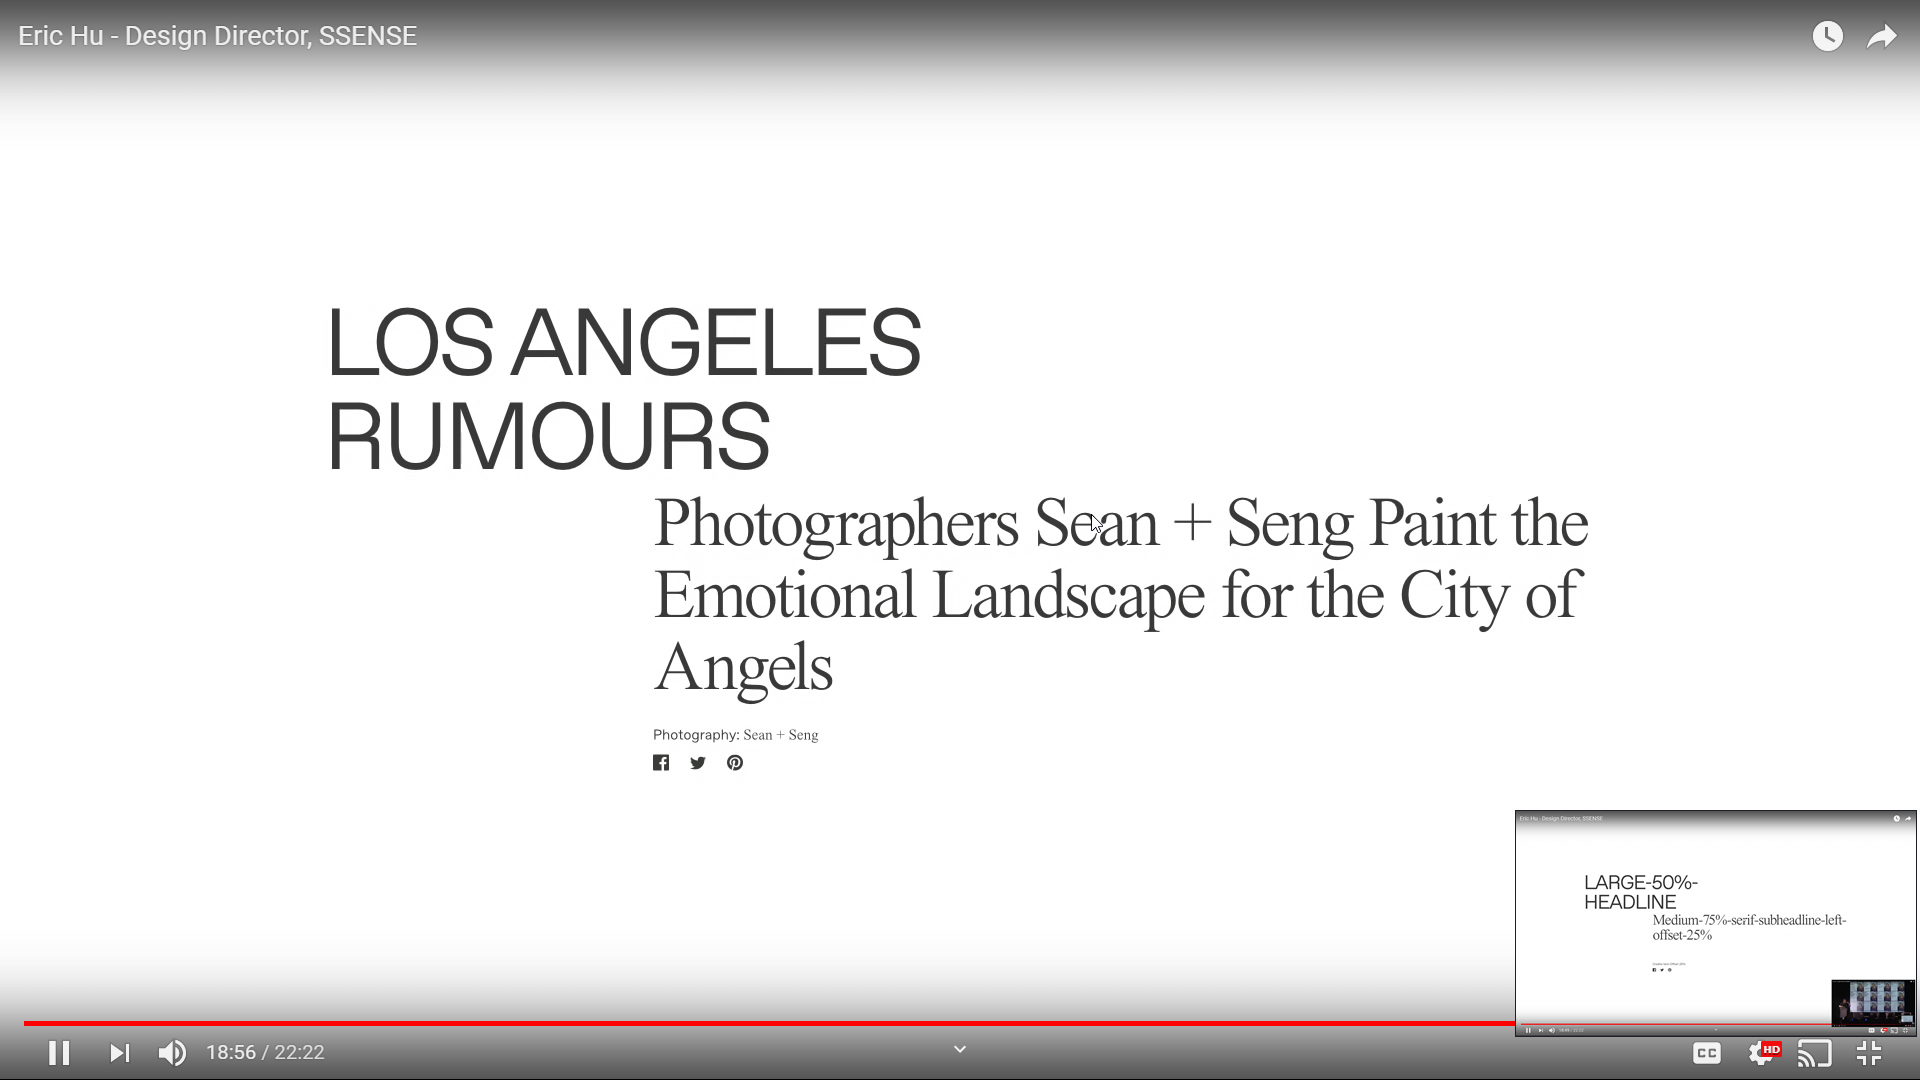 Eric Hu - Design Director, SSENSE
LOS ANGELES
RUMOURS
Photographers Sean + Seng Paint the
Emotional Landscape for the City of
Angels
Photography: Sean + Seng
Eric Hu - Design Director, SSENSE
LARGE-50%-
HEADLINE
Medium-75%-serif-subheadline-left-
offset-25%
18:56 / 22:22
CC
HD